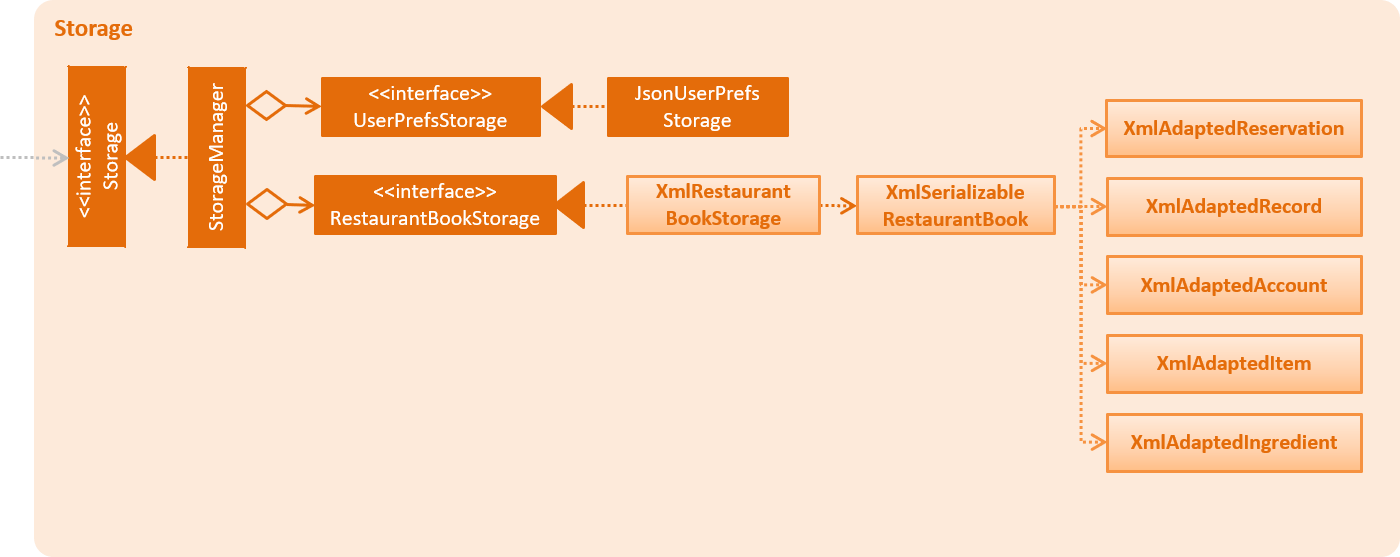 Storage
<<interface>>
Storage
StorageManager
<<interface>>
UserPrefsStorage
JsonUserPrefs
Storage
<<interface>>
RestaurantBookStorage
XmlRestaurant
BookStorage
XmlSerializable
RestaurantBook
XmlAdaptedReservation
XmlAdaptedRecord
XmlAdaptedAccount
XmlAdaptedItem
XmlAdaptedIngredient